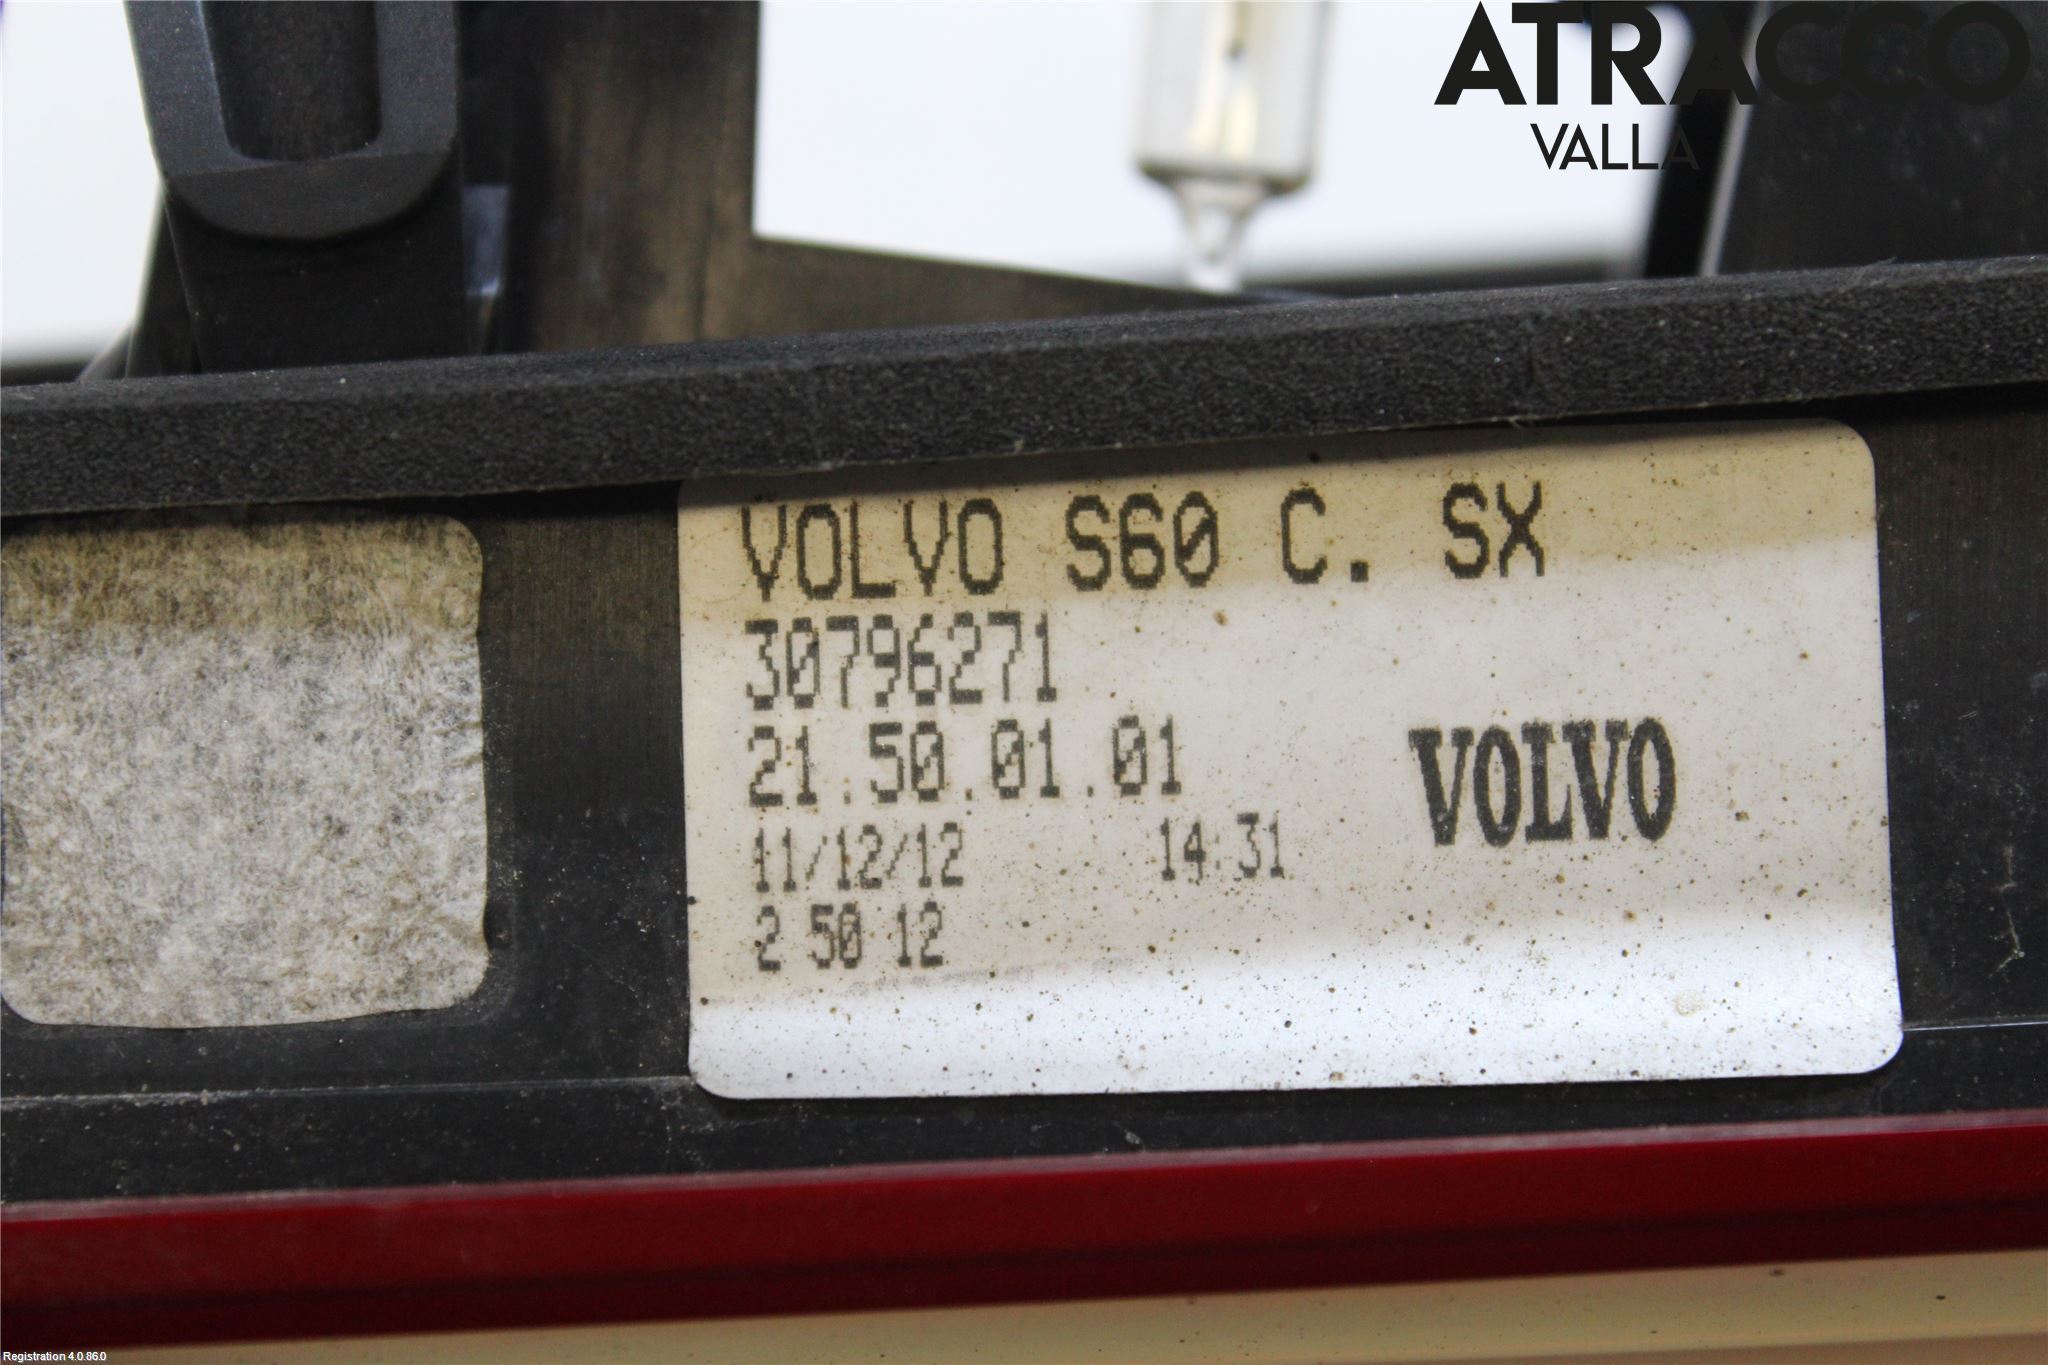 ATRACCO
VALLA
VOLVO S60 C. SX
30796271
21.50.01.01
VOLVO
11/12/12 14:31
2 50 12
Registration 4.0.86.0